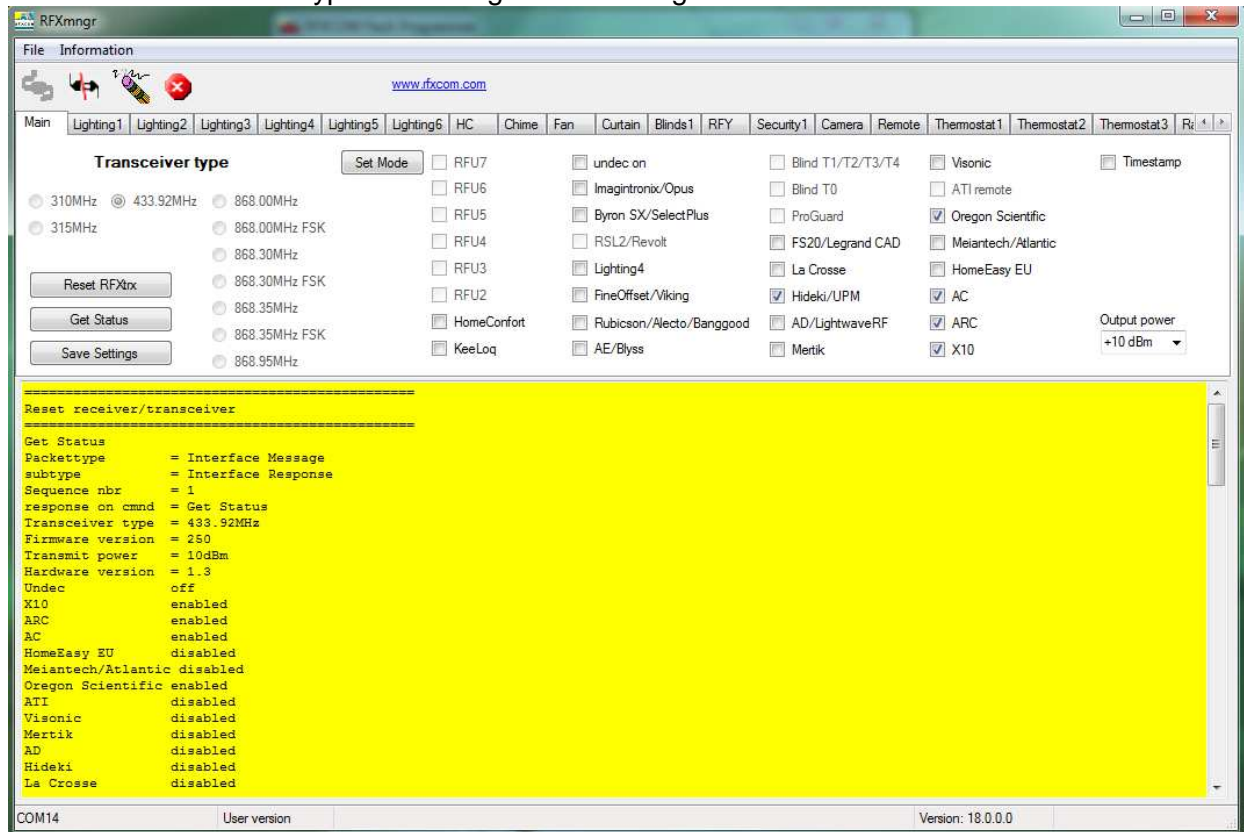 RFXmngr
File Information
www.rfxcom.com
Main Lighting1 Lighting2 Lighting3 Lighting4 Lighting5 Lighting6 HC Chime Fan Curtain Blinds1 RFY Security1 Camera Remote Thermostat1 Thermostat2 Thermostat3
Transceiver type
310MHz 433.92MHz 868.00MHz
315MHz 868.00MHz FSK
868.30MHz
868.30MHz FSK
868.35MHz
868.35MHz FSK
868.95MHz
Reset RFXtrx
Get Status
Save Settings
Set Mode
RFU7
RFU6
RFU5
RFU4
RFU3
RFU2
HomeConfort
KeeLoq
undec on
Imagintronix/Opus
Byron SX/SelectPlus
RSL2/Revolt
Lighting4
FineOffset/Viking
Rubicson/Alecto/Banggood
AE/Blyss
Blind T1/T2/T3/T4
Blind T0
ProGuard
FS20/Legrand CAD
La Crosse
Hideki/UPM
AD/LightwaveRF
Mertik
Visonic
ATI remote
Oregon Scientific
Meiantech/Atlantic
HomeEasy EU
AC
ARC
X10
Timestamp
Output power
+10 dBm
================================================
Reset receiver/transceiver
================================================
Get Status
Packettype = Interface Message
subtype = Interface Response
Sequence nbr = 1
response on cmnd = Get Status
Transceiver type = 433.92MHz
Firmware version = 250
Transmit power = 10dBm
Hardware version = 1.3
Undec off
X10 enabled
ARC enabled
AC enabled
HomeEasy EU disabled
Meiantech/Atlantic disabled
Oregon Scientific enabled
ATI disabled
Visonic disabled
Mertik disabled
AD disabled
Hideki disabled
La Crosse disabled
COM14 User version Version: 18.0.0.0